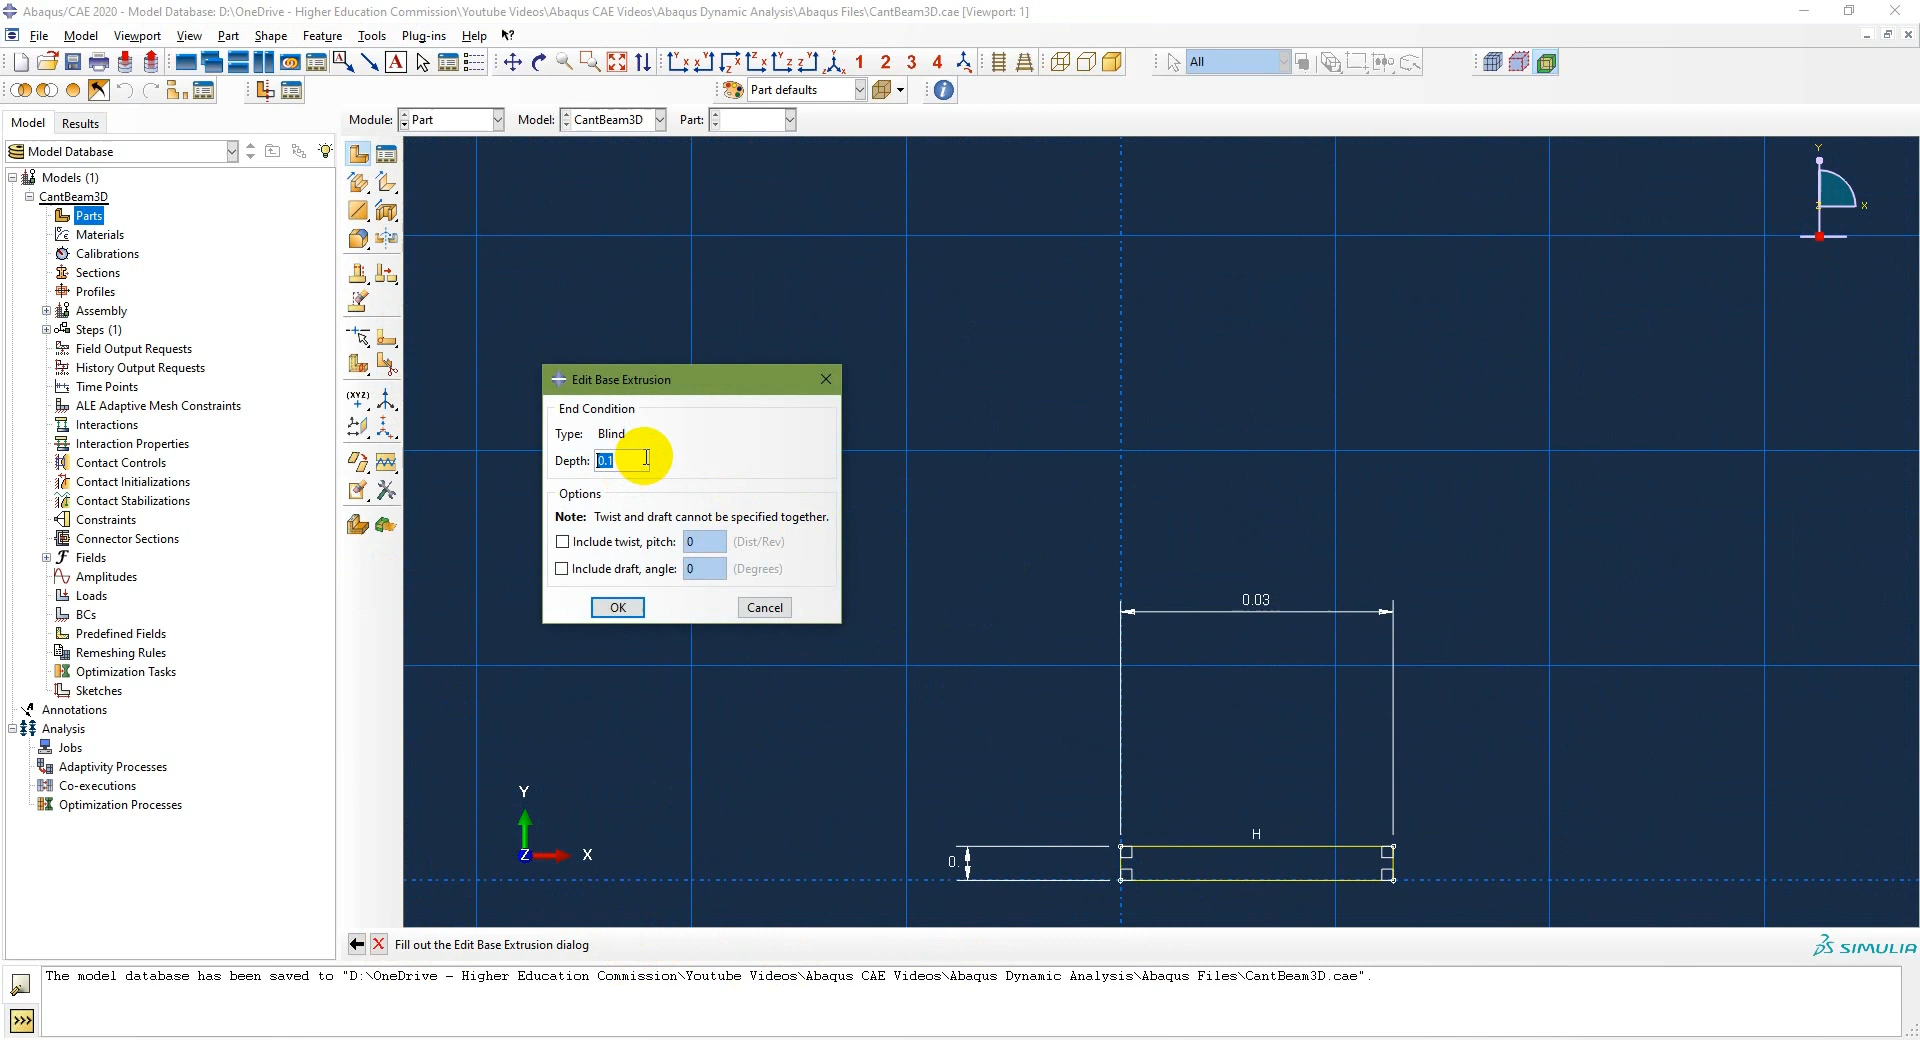 Abaqus/CAE 2020 - Model Database: D:\OneDrive - Higher Education Commission\Youtube Videos\Abaqus CAE Videos\Abaqus Dynamic Analysis\Abaqus Files\CantBeam3D.cae [Viewport: 1]
File Model Viewport View Part Shape Feature Tools Plug-ins Help
1 2 3 4 All
Part defaults
Model Results
Module: Part Model: CantBeam3D Part:
Model Database
Models (1)
CantBeam3D
Parts
Materials
Calibrations
Sections
Profiles
Assembly
Steps (1)
Field Output Requests
History Output Requests
Time Points
ALE Adaptive Mesh Constraints
Interactions
Interaction Properties
Contact Controls
Contact Initializations
Contact Stabilizations
Constraints
Connector Sections
Fields
Amplitudes
Loads
BCs
Predefined Fields
Remeshing Rules
Optimization Tasks
Sketches
Annotations
Analysis
Jobs
Adaptivity Processes
Co-executions
Optimization Processes
(XYZ)
Y
X
Z
Edit Base Extrusion
End Condition
Type: Blind
Depth: 0.1
Options
Note: Twist and draft cannot be specified together.
Include twist, pitch: 0 (Dist/Rev)
Include draft, angle: 0 (Degrees)
OK Cancel
0.03
H
0.
Y
Z X
Fill out the Edit Base Extrusion dialog
SIMULIA
The model database has been saved to "D:\OneDrive - Higher Education Commission\Youtube Videos\Abaqus CAE Videos\Abaqus Dynamic Analysis\Abaqus Files\CantBeam3D.cae".
>>>